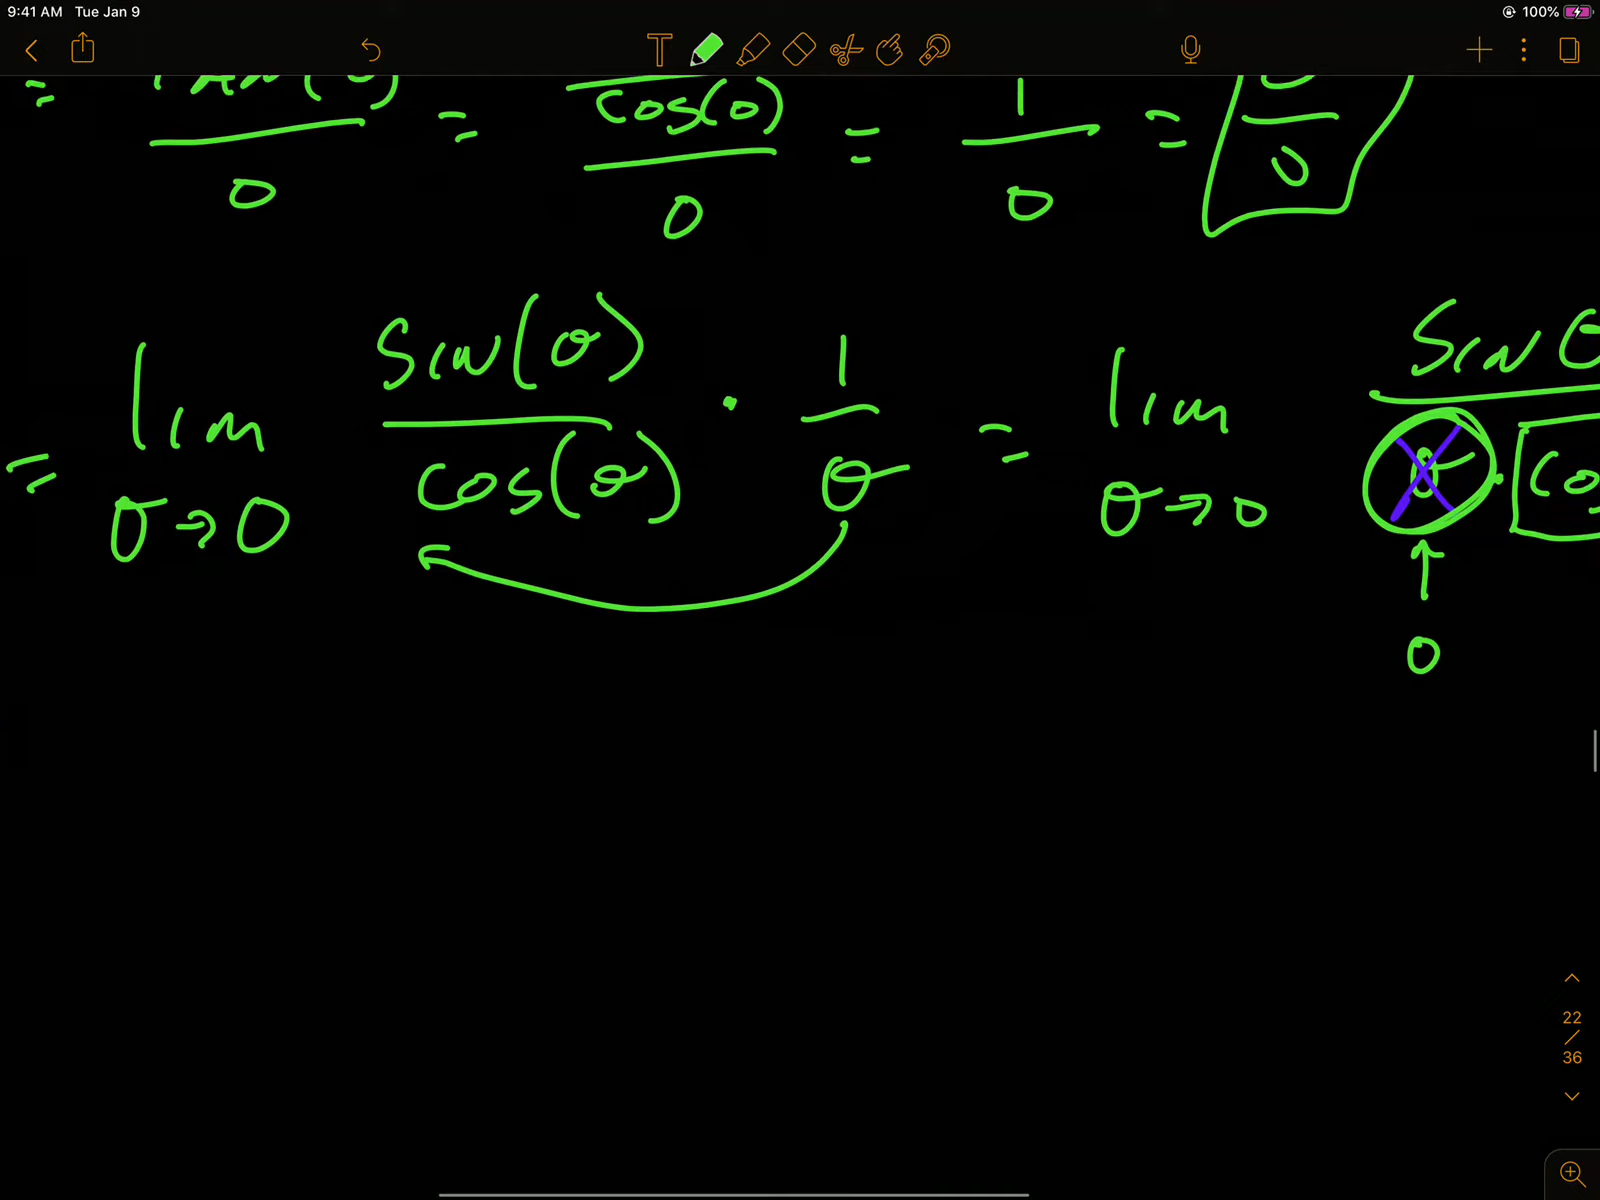 9:41 AM Tue Jan 9
100%
= 0 = cos(0) 0 = 1 0 = 0
= lim θ→0 sin(θ) cos(θ) · 1 θ = lim θ→0 sin θ θ ·
0
22
/
36